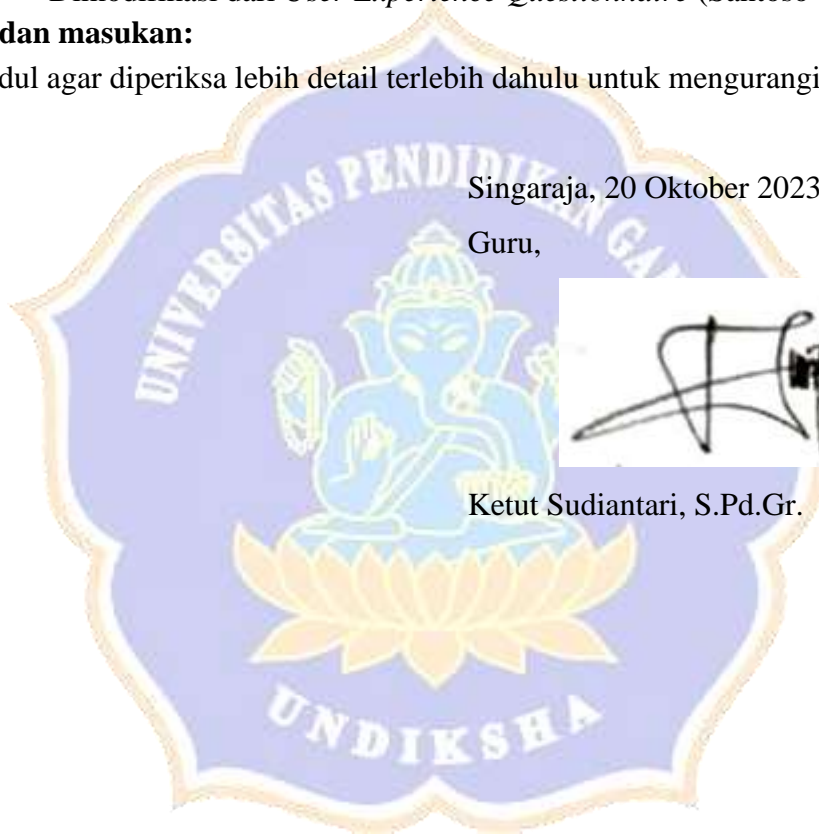 Dimodifikasi dari User Experience Questionnaire (Santoso
dan masukan:
dul agar diperiksa lebih detail terlebih dahulu untuk mengurangi
UNIVERSITAS PENDIDIKAN GA
Singaraja, 20 Oktober 2023
Guru,
Ketut Sudiantari, S.Pd.Gr.
UNDIKSHA